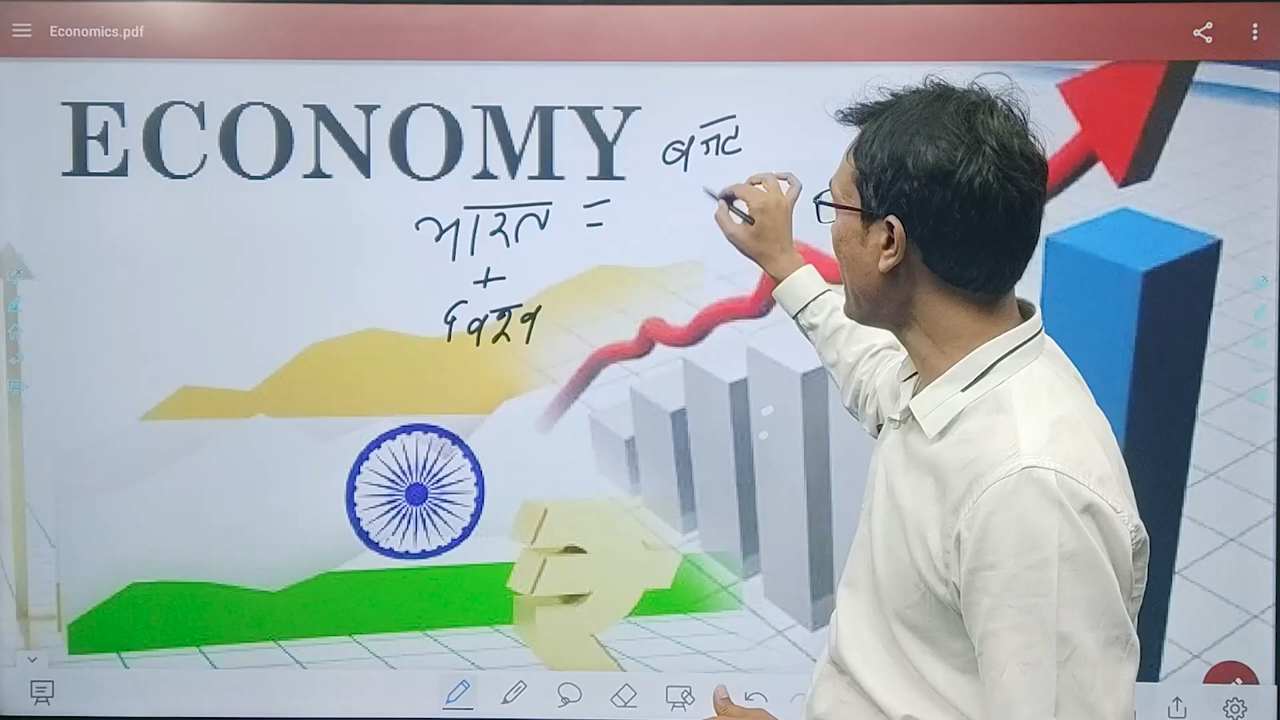 Economics.pdf
ECONOMY बजट
भारत =
+
विश्व